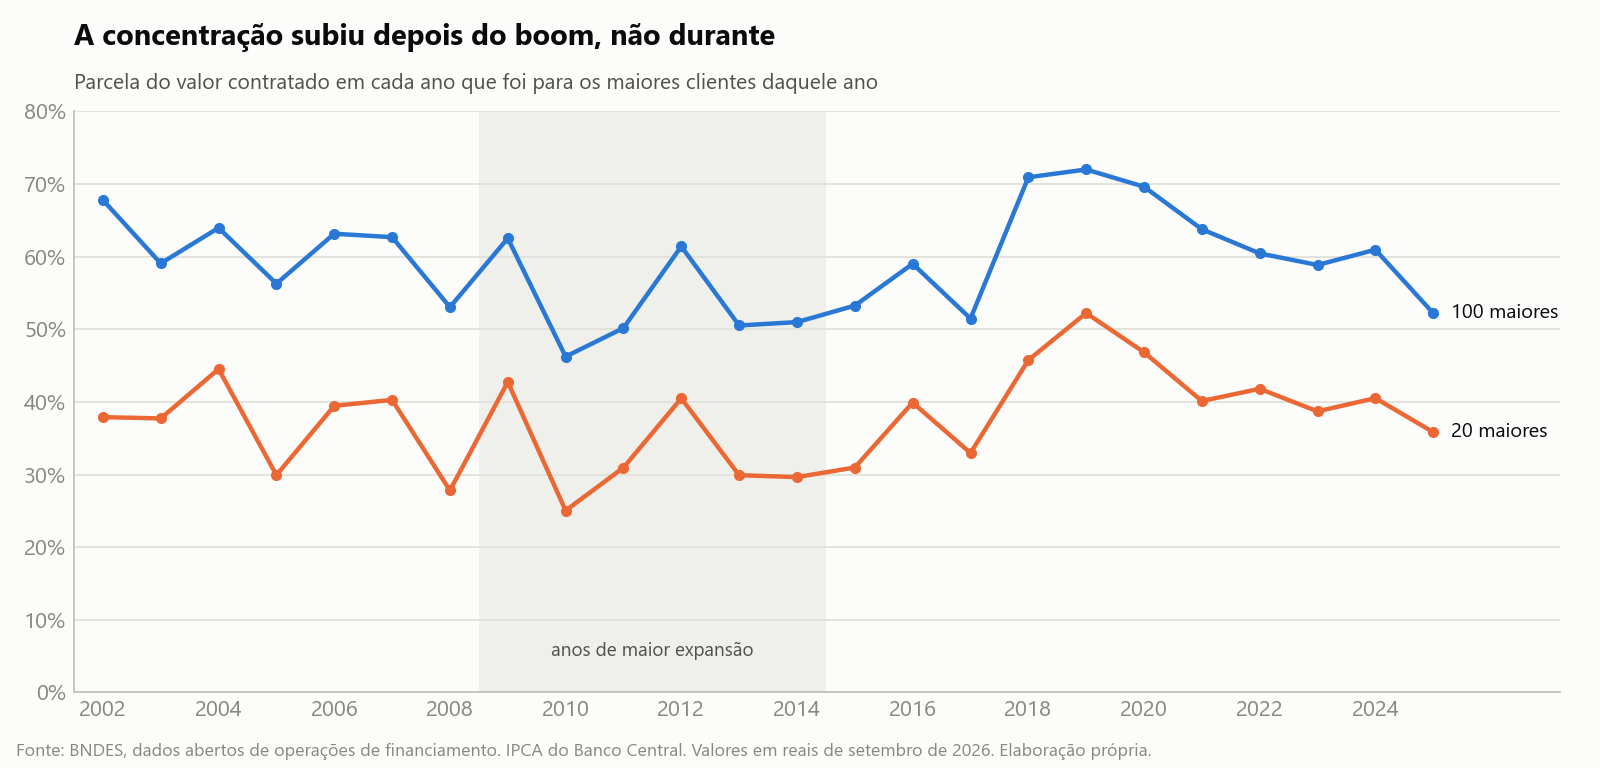 A concentração subiu depois do boom, não durante
Parcela do valor contratado em cada ano que foi para os maiores clientes daquele ano
80%
70%
60%
50%
40%
30%
20%
10%
0%
100 maiores
20 maiores
anos de maior expansão
2002 2004 2006 2008 2010 2012 2014 2016 2018 2020 2022 2024
Fonte: BNDES, dados abertos de operações de financiamento. IPCA do Banco Central. Valores em reais de setembro de 2026. Elaboração própria.